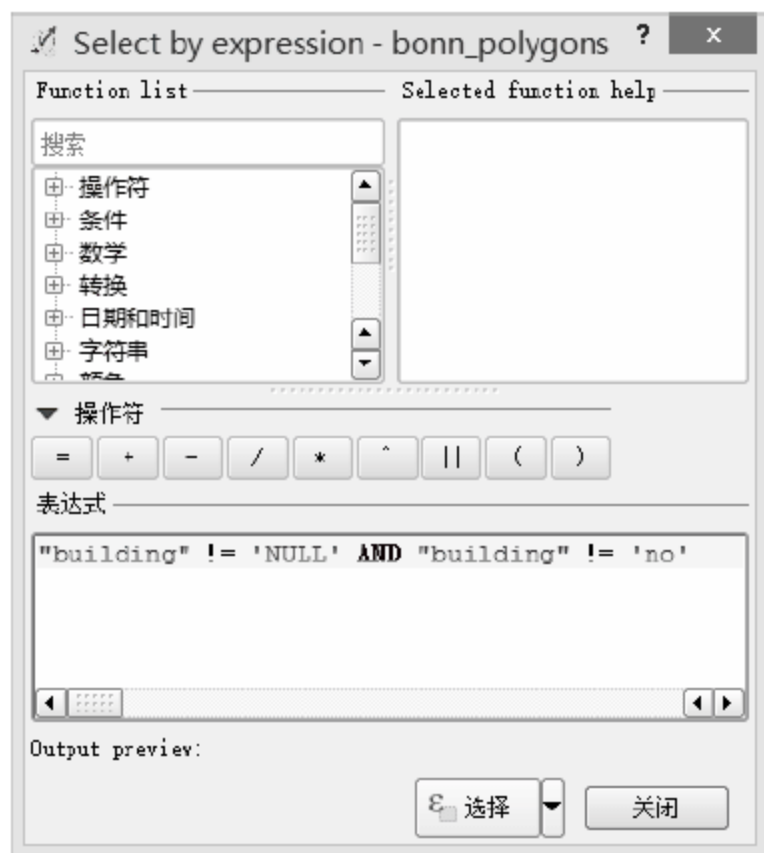 Select by expression - bonn_polygons ? x
Function list
Selected function help
搜索
操作符
条件
数学
转换
日期和时间
字符串
颜色
操作符
= + - / * ^ || ( )
表达式
"building" != 'NULL' AND "building" != 'no'
Output preview:
ε 选择
关闭